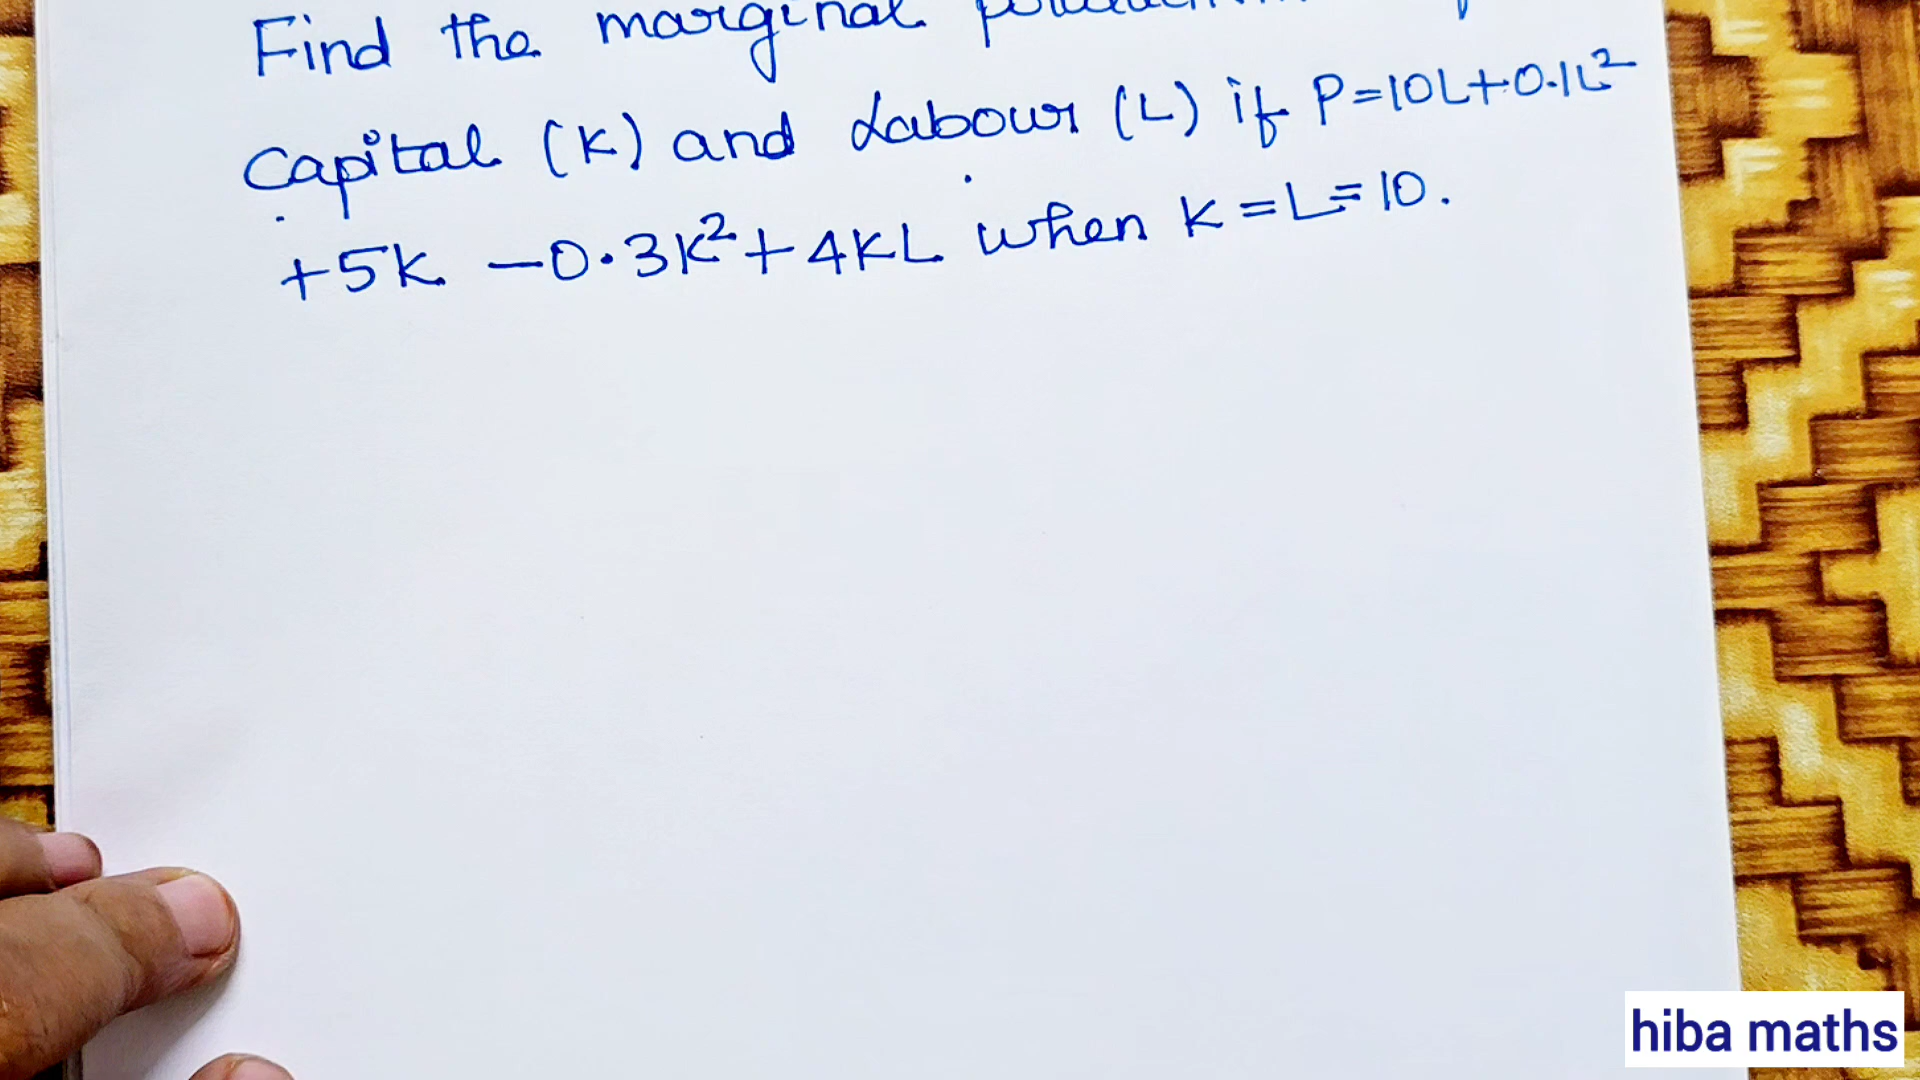 Find the marginal
Capital (K) and Labour (L) if P=10L+0.1L²
+5K -0.3K²+4KL when K=L=10.
hiba maths